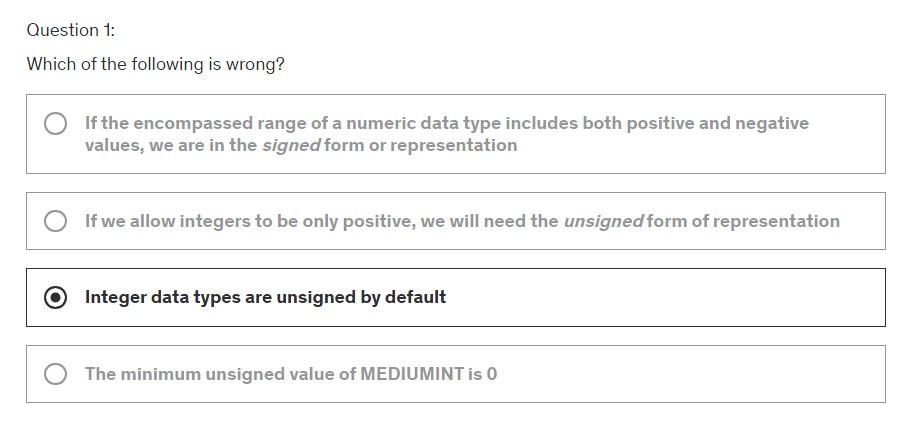 Question 1:
Which of the following is wrong?
If the encompassed range of a numeric data type includes both positive and negative
values, we are in the signed form or representation
If we allow integers to be only positive, we will need the unsigned form of representation
Integer data types are unsigned by default
The minimum unsigned value of MEDIUMINT is 0